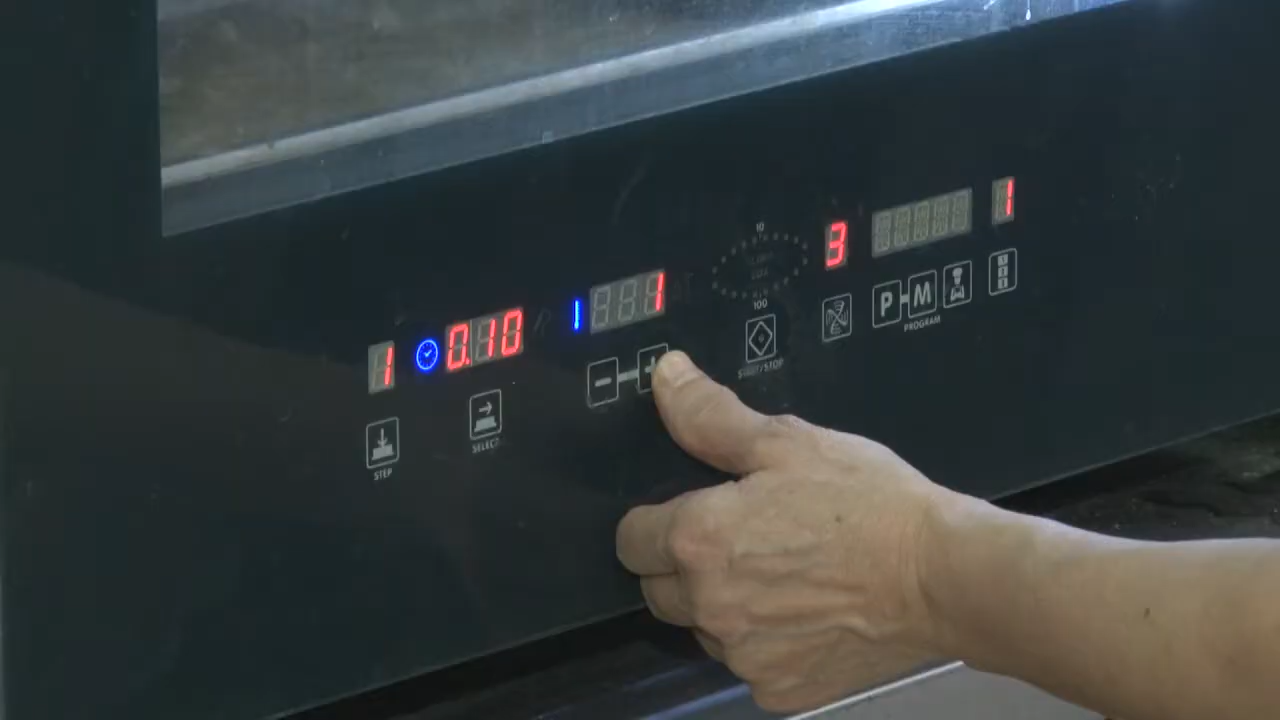 1 0.10 1 3 1
10
100
- +
P M
STEP
SELECT
START/STOP
PROGRAM